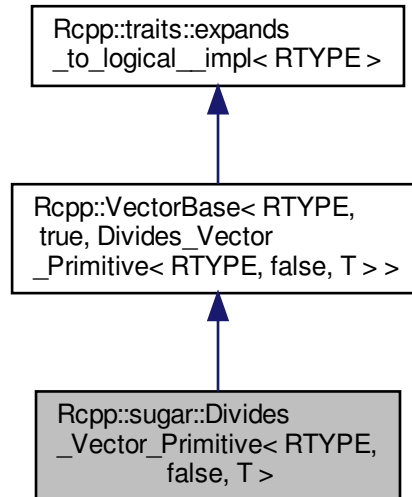 Rcpp::traits::expands
_to_logical__impl< RTYPE >
Rcpp::VectorBase< RTYPE,
true, Divides_Vector
_Primitive< RTYPE, false, T > >
Rcpp::sugar::Divides
_Vector_Primitive< RTYPE,
false, T >